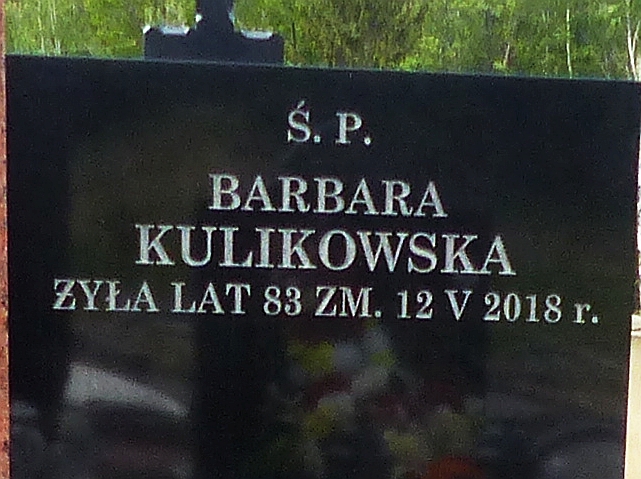 Ś. P.
BARBARA
KULIKOWSKA
ŻYŁA LAT 83 ZM. 12 V 2018 r.